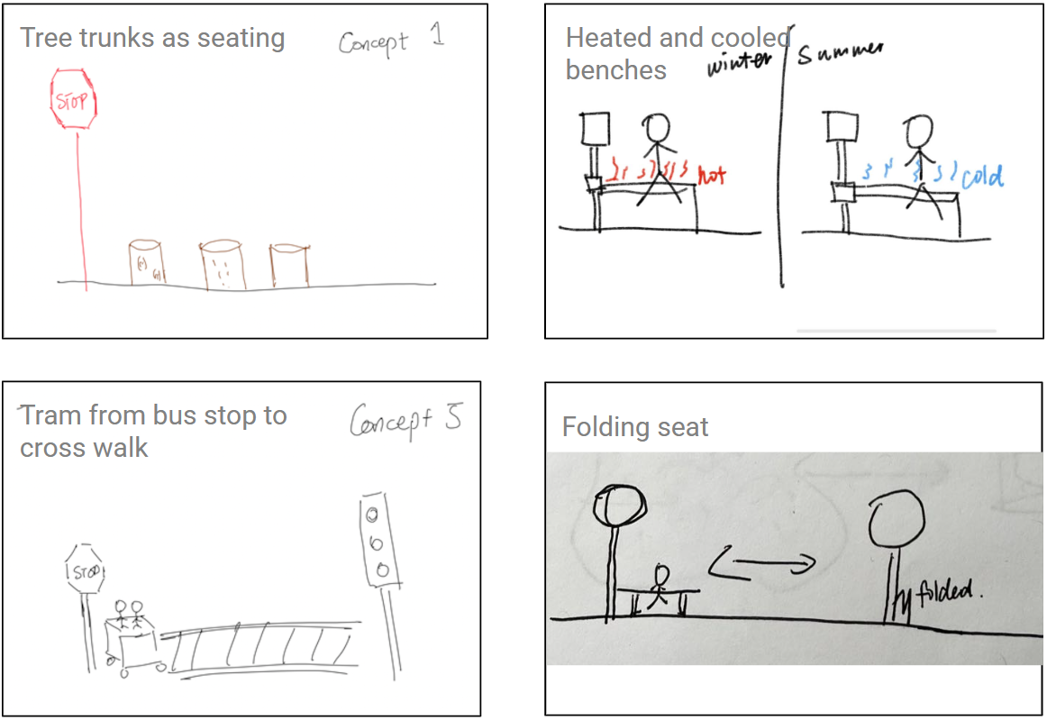 Tree trunks as seating
Concept 1
STOP
Heated and cooled
benches
winter
Summer
hot
cold
Tram from bus stop to
cross walk
Concept 5
STOP
Folding seat
folded.